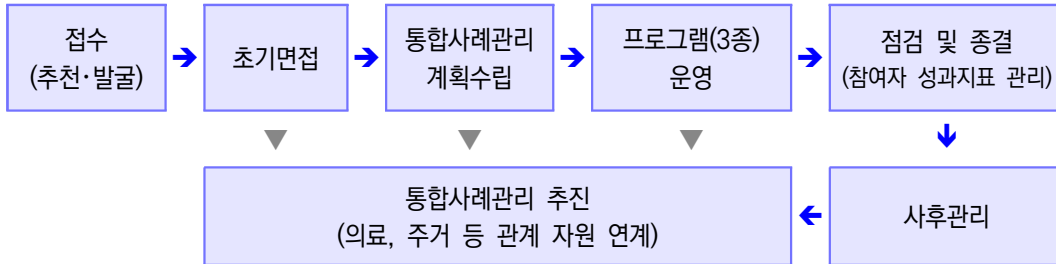 접수
(추천·발굴)
초기면접
통합사례관리
계획수립
프로그램(3종)
운영
점검 및 종결
(참여자 성과지표 관리)
통합사례관리 추진
(의료, 주거 등 관계 자원 연계)
사후관리